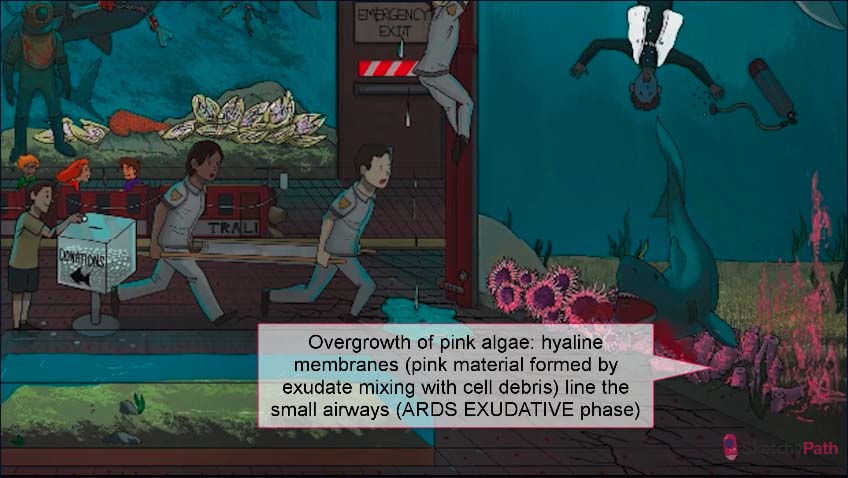 EMERGENCY
EXIT
TRALI
DONATIONS
Overgrowth of pink algae: hyaline
membranes (pink material formed by
exudate mixing with cell debris) line the
small airways (ARDS EXUDATIVE phase)
SketchyPath